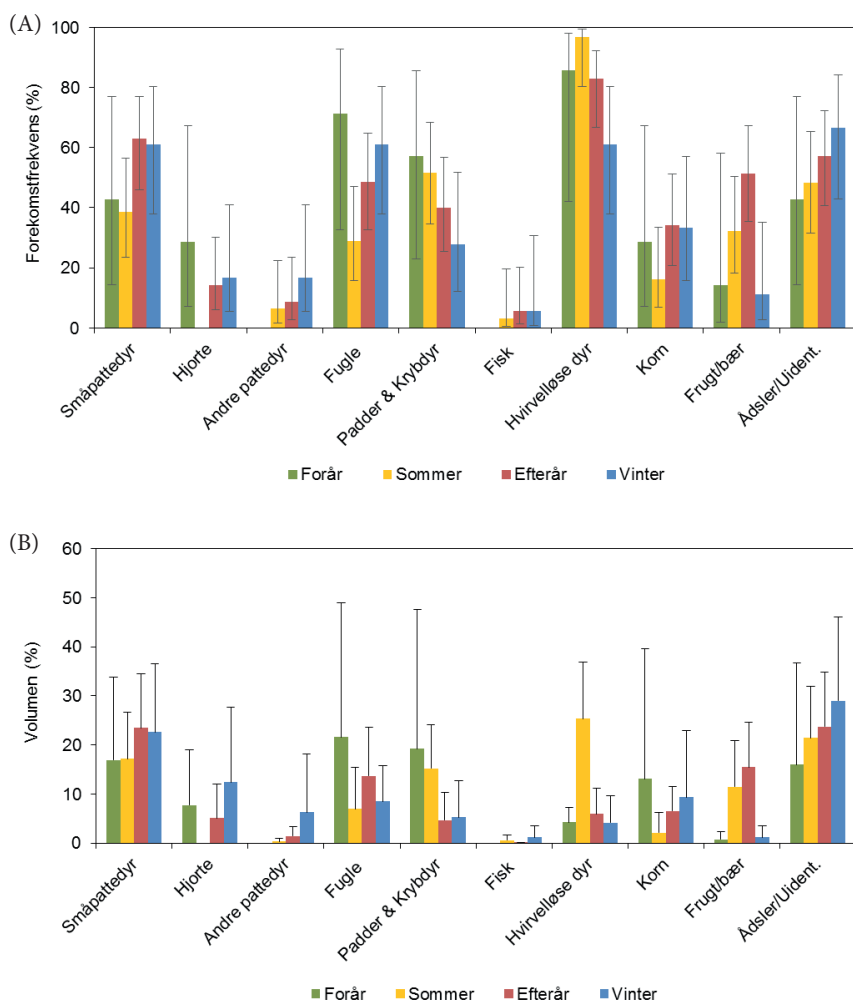 (A)
Forekomstfrekvens (%)
100
80
60
40
20
0
Småpattedyr
Hjorte
Andre pattedyr
Fugle
Padder & Krybdyr
Fisk
Hvirvelløse dyr
Korn
Frugt/bær
Ådsler/Uident.
Forår Sommer Efterår Vinter
(B)
Volumen (%)
60
50
40
30
20
10
0
Småpattedyr
Hjorte
Andre pattedyr
Fugle
Padder & Krybdyr
Fisk
Hvirvelløse dyr
Korn
Frugt/bær
Ådsler/Uident.
Forår Sommer Efterår Vinter